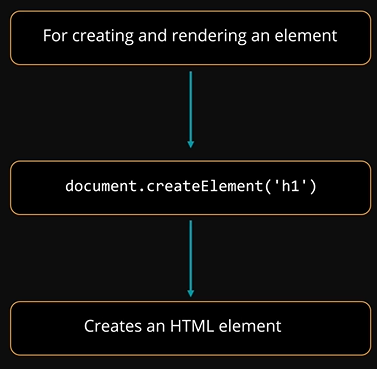 For creating and rendering an element
document.createElement('h1')
Creates an HTML element